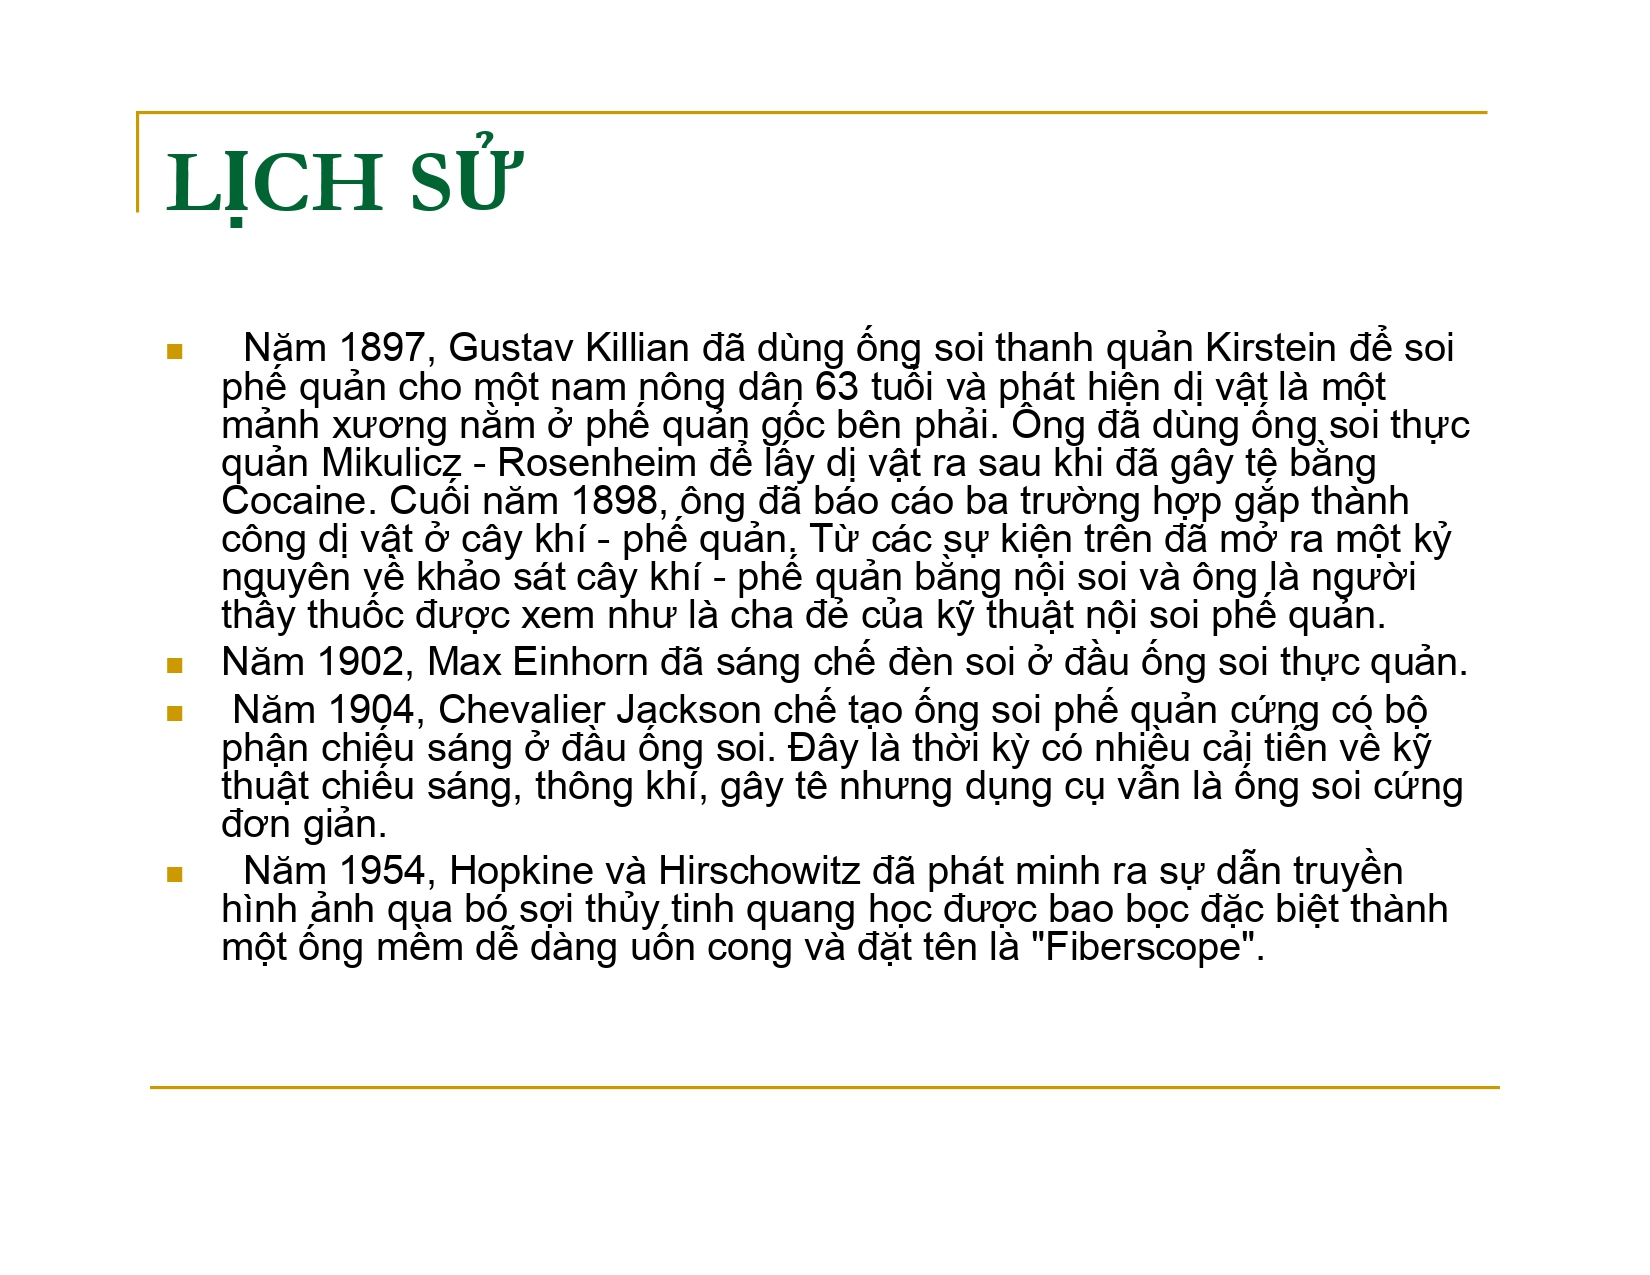 LỊCH SỬ
Năm 1897, Gustav Killian đã dùng ống soi thanh quản Kirstein để soi
phế quản cho một nam nông dân 63 tuổi và phát hiện dị vật là một
mảnh xương nằm ở phế quản gốc bên phải. Ông đã dùng ống soi thực
quản Mikulicz - Rosenheim để lấy dị vật ra sau khi đã gây tê bằng
Cocaine. Cuối năm 1898, ông đã báo cáo ba trường hợp gắp thành
công dị vật ở cây khí - phế quản. Từ các sự kiện trên đã mở ra một kỷ
nguyên về khảo sát cây khí - phế quản bằng nội soi và ông là người
thầy thuốc được xem như là cha đẻ của kỹ thuật nội soi phế quản.
Năm 1902, Max Einhorn đã sáng chế đèn soi ở đầu ống soi thực quản.
Năm 1904, Chevalier Jackson chế tạo ống soi phế quản cứng có bộ
phận chiếu sáng ở đầu ống soi. Đây là thời kỳ có nhiều cải tiến về kỹ
thuật chiếu sáng, thông khí, gây tê nhưng dụng cụ vẫn là ống soi cứng
đơn giản.
Năm 1954, Hopkine và Hirschowitz đã phát minh ra sự dẫn truyền
hình ảnh qua bó sợi thủy tinh quang học được bao bọc đặc biệt thành
một ống mềm dễ dàng uốn cong và đặt tên là "Fiberscope".